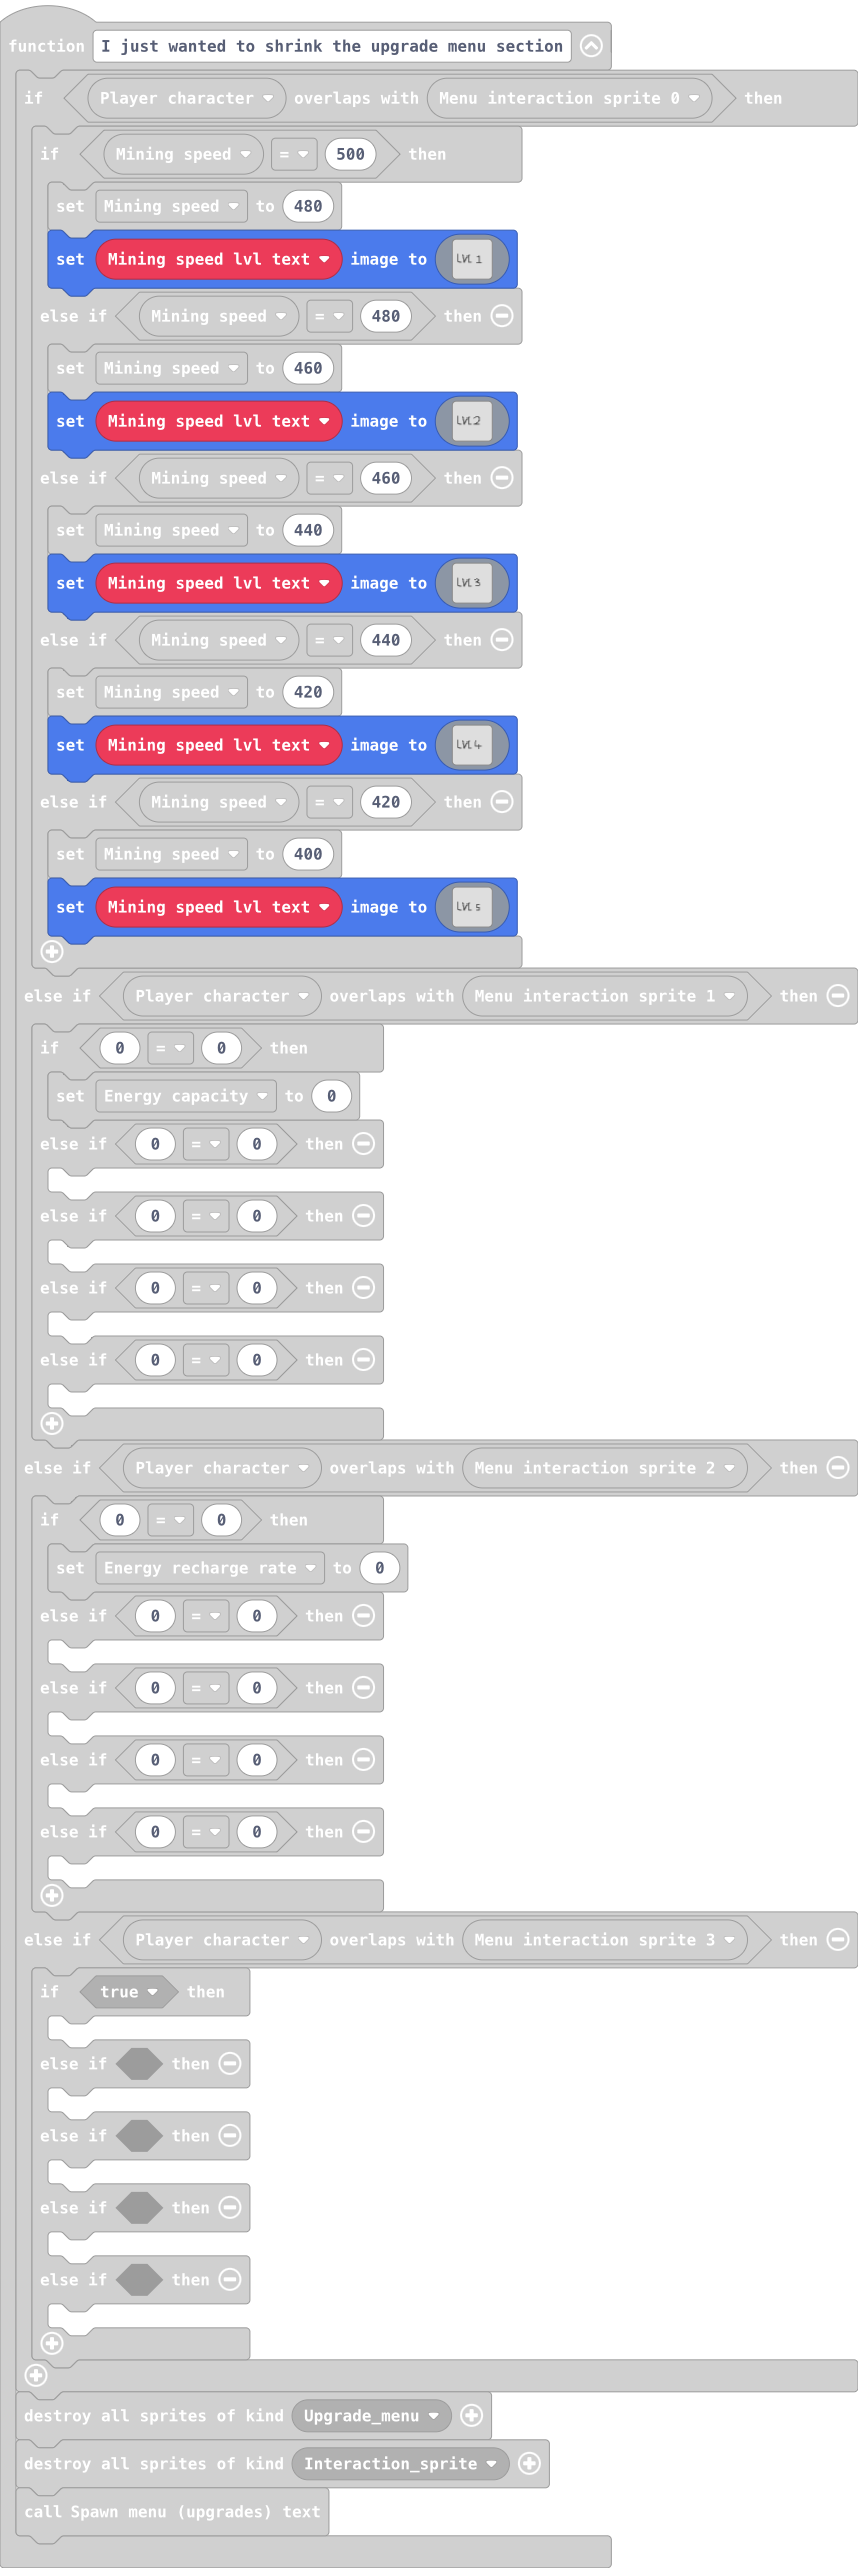 function I just wanted to shrink the upgrade menu section
if Player character overlaps with Menu interaction sprite 0 then
if Mining speed = 500 then
set Mining speed to 480
set Mining speed lvl text image to LVL 1
else if Mining speed = 480 then
set Mining speed to 460
set Mining speed lvl text image to LVL2
else if Mining speed = 460 then
set Mining speed to 440
set Mining speed lvl text image to LVL3
else if Mining speed = 440 then
set Mining speed to 420
set Mining speed lvl text image to LVL4
else if Mining speed = 420 then
set Mining speed to 400
set Mining speed lvl text image to LVL 5
else if Player character overlaps with Menu interaction sprite 1 then
if 0 = 0 then
set Energy capacity to 0
else if 0 = 0 then
else if 0 = 0 then
else if 0 = 0 then
else if 0 = 0 then
else if Player character overlaps with Menu interaction sprite 2 then
if 0 = 0 then
set Energy recharge rate to 0
else if 0 = 0 then
else if 0 = 0 then
else if 0 = 0 then
else if 0 = 0 then
else if Player character overlaps with Menu interaction sprite 3 then
if true then
else if then
else if then
else if then
else if then
destroy all sprites of kind Upgrade_menu
destroy all sprites of kind Interaction_sprite
call Spawn menu (upgrades) text